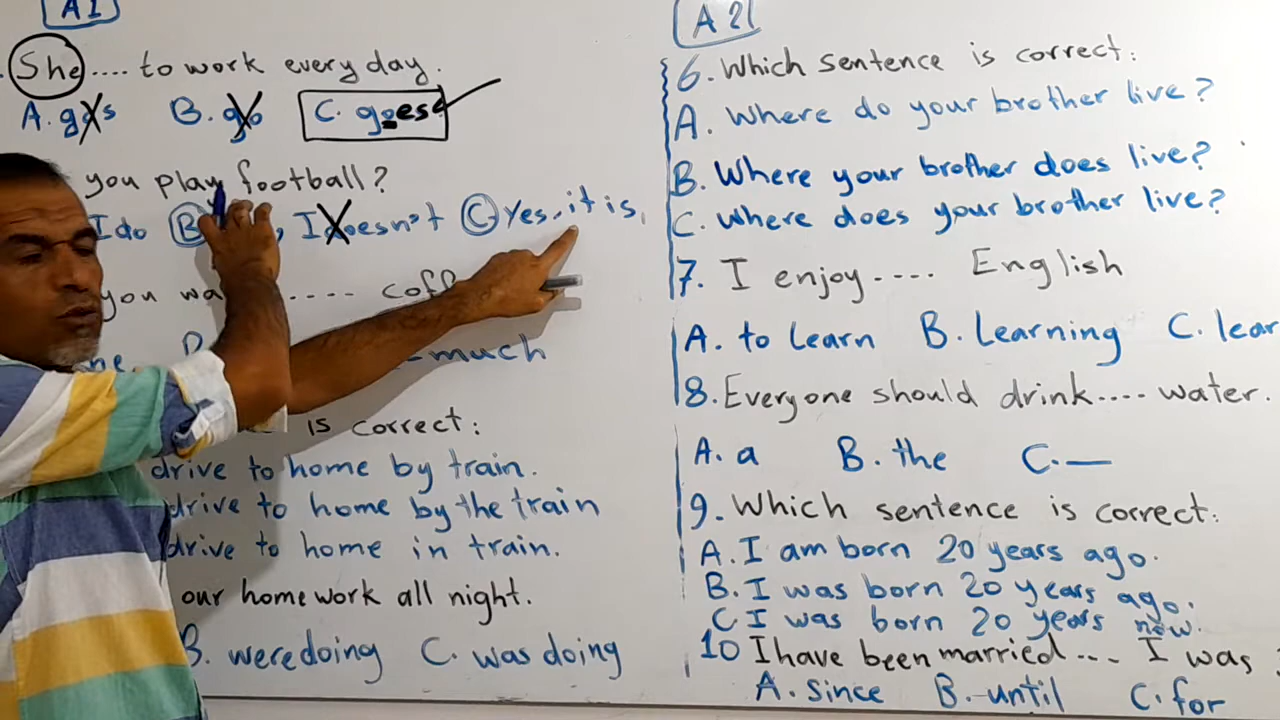 A1
She .... to work every day.
A. goes B. go C. goes
you play football?
I do B , I doesn't C Yes, it is,
you .... coff
me. much
is correct:
drive to home by train.
drive to home by the train
drive to home in train.
our homework all night.
B. were doing C. was doing
A2
6. Which sentence is correct:
A. Where do your brother live?
B. Where your brother does live?
C. Where does your brother live?
7. I enjoy .... English
A. to learn B. Learning C. lear
8. Everyone should drink .... water.
A. a B. the C. —
9. Which sentence is correct:
A. I am born 20 years ago.
B. I was born 20 years ago.
C I was born 20 years now.
10 I have been married .... I was
A. since B. until C. for